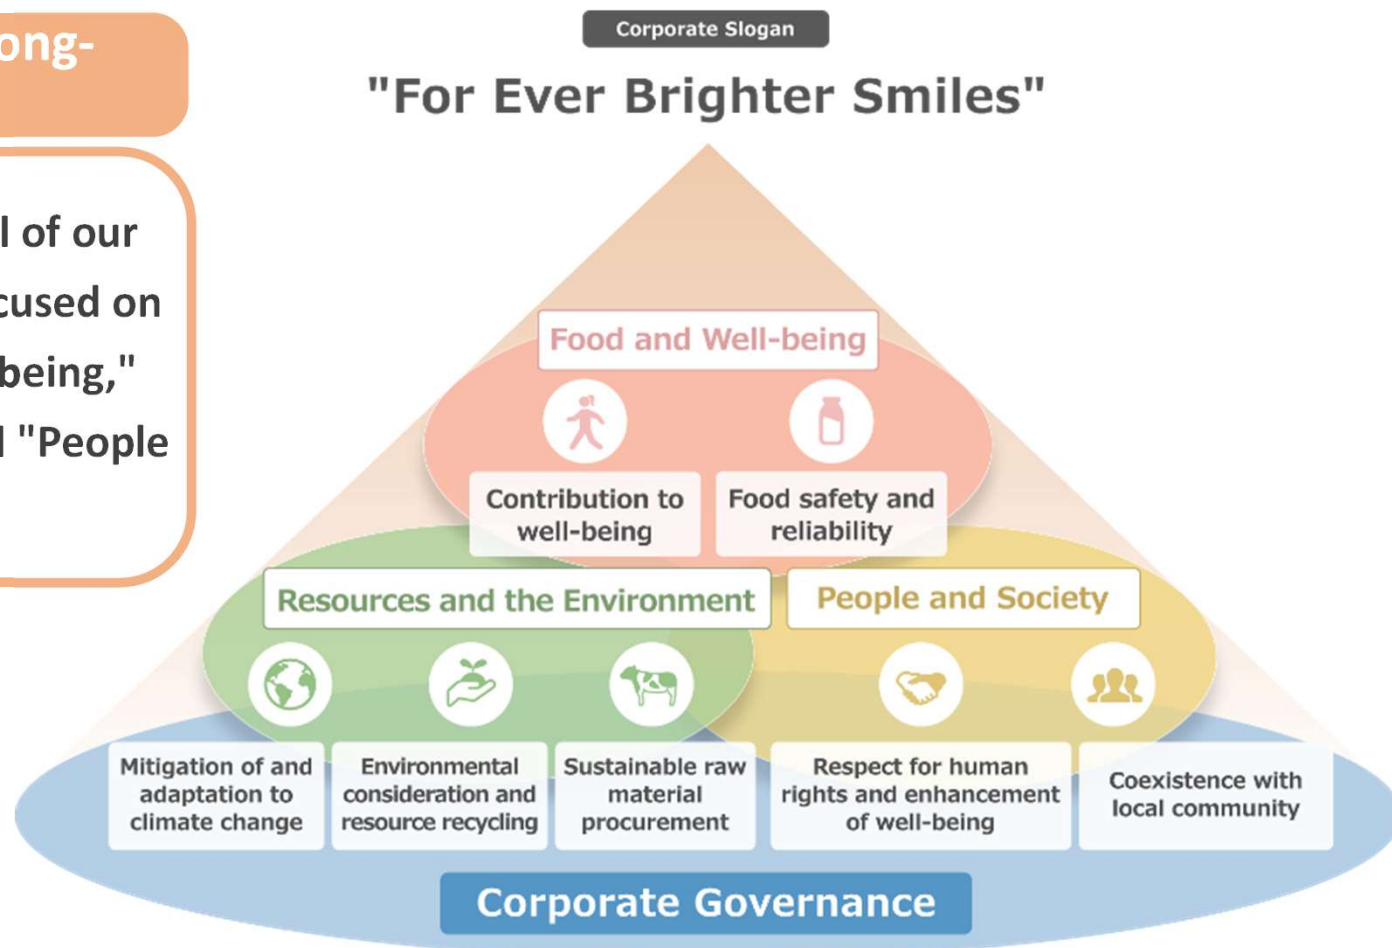 ong-
l of our
cused on
being,"
"People
Corporate Slogan
"For Ever Brighter Smiles"
Food and Well-being
Contribution to
well-being
Food safety and
reliability
Resources and the Environment
People and Society
Mitigation of and
adaptation to
climate change
Environmental
consideration and
resource recycling
Sustainable raw
material
procurement
Respect for human
rights and enhancement
of well-being
Coexistence with
local community
Corporate Governance